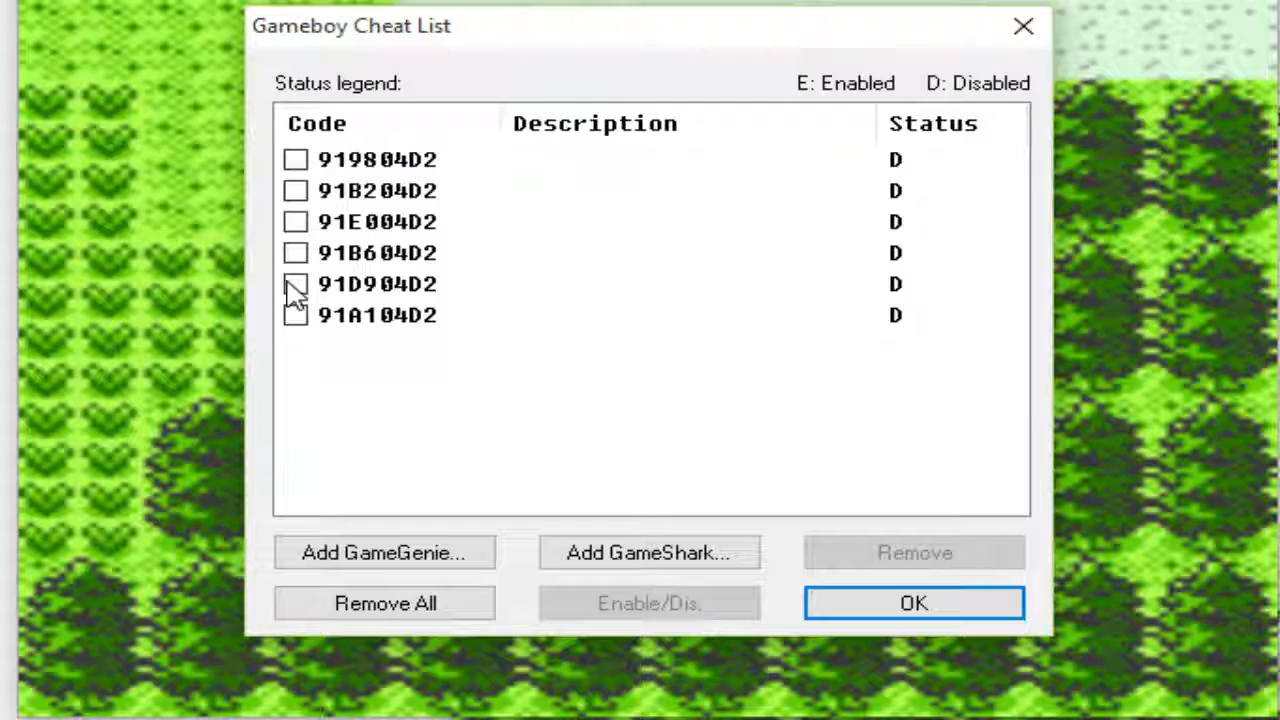 Gameboy Cheat List
Status legend: E: Enabled D: Disabled
Code Description Status
919804D2 D
91B204D2 D
91E004D2 D
91B604D2 D
91D904D2 D
91A104D2 D
Add GameGenie... Add GameShark... Remove
Remove All Enable/Dis. OK